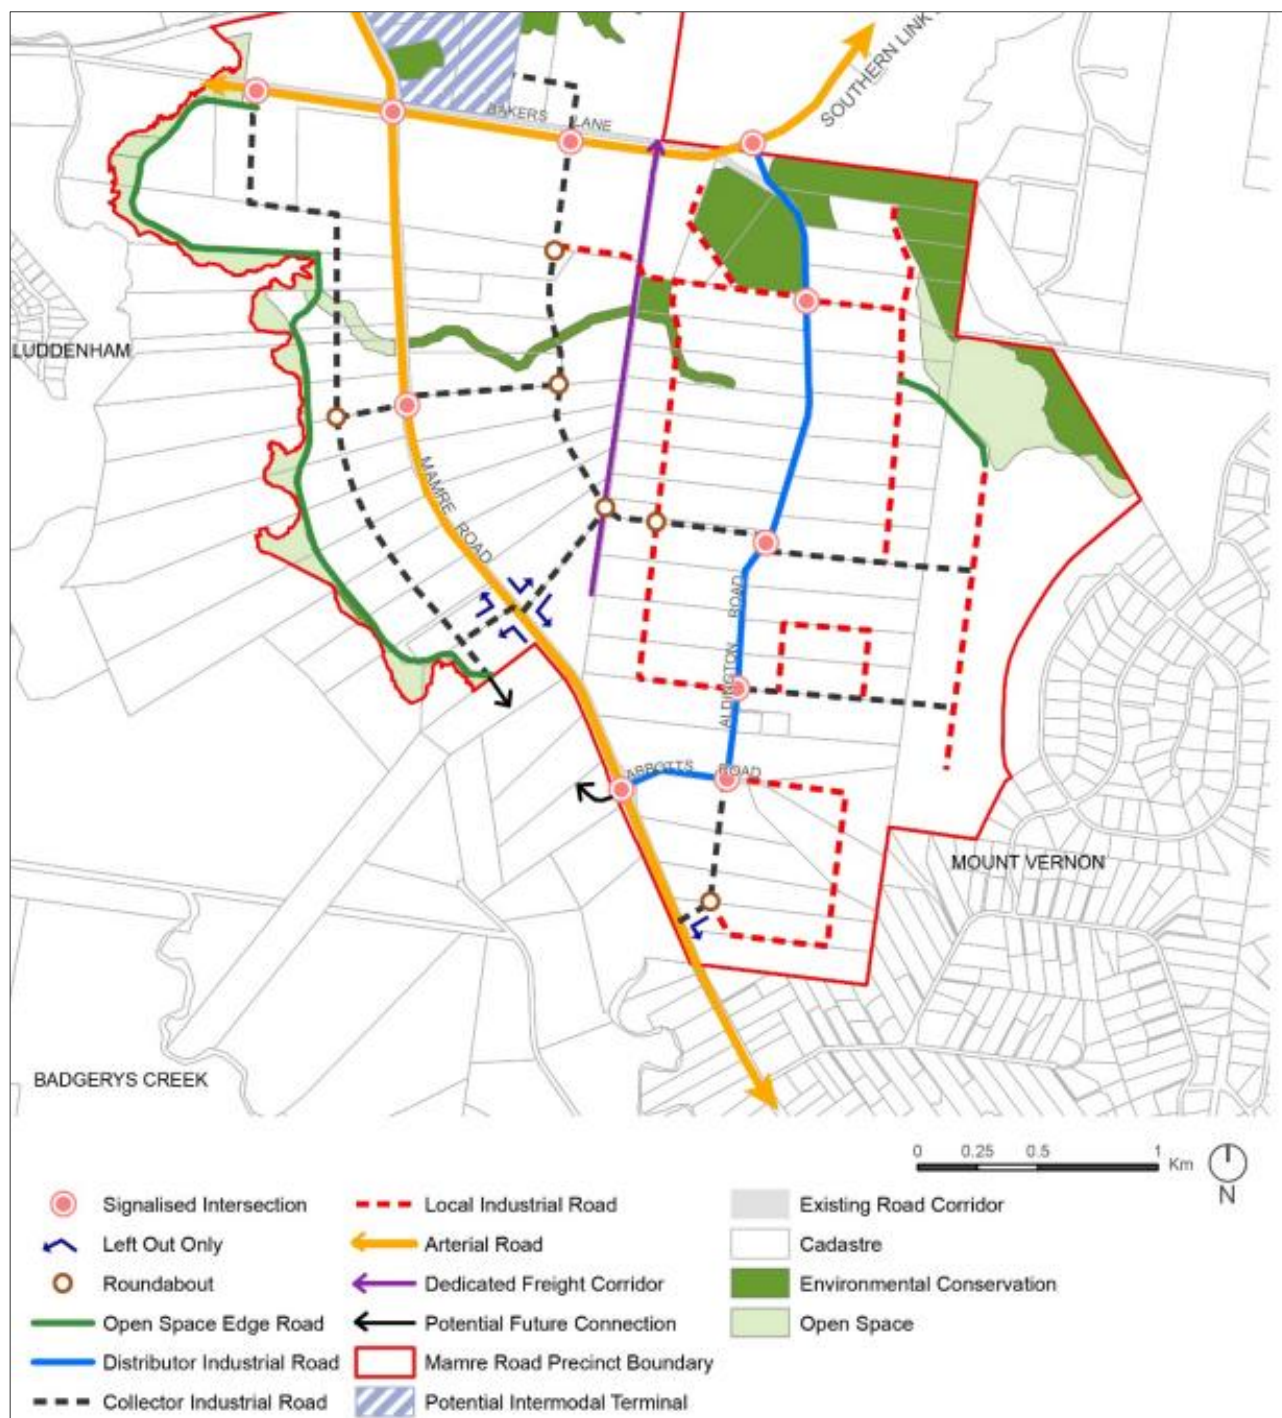 SOUTHERN LINK
BAKERS LANE
LUDDENHAM
MAMRE ROAD
ALDINGTON ROAD
ABBOTTS ROAD
MOUNT VERNON
BADGERYS CREEK
0 0.25 0.5 1
Km
N
Signalised Intersection
Left Out Only
Roundabout
Open Space Edge Road
Distributor Industrial Road
Collector Industrial Road
Local Industrial Road
Arterial Road
Dedicated Freight Corridor
Potential Future Connection
Mamre Road Precinct Boundary
Potential Intermodal Terminal
Existing Road Corridor
Cadastre
Environmental Conservation
Open Space